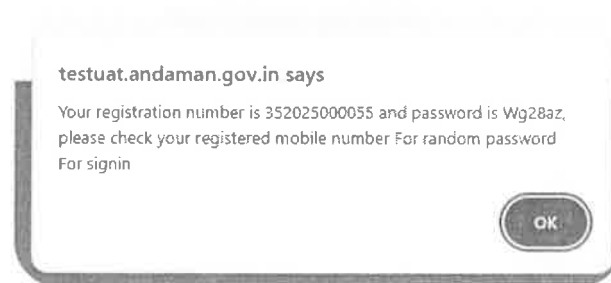 testuat.andaman.gov.in says
Your registration number is 352025000055 and password is Wg28az,
please check your registered mobile number For random password
For signin
OK